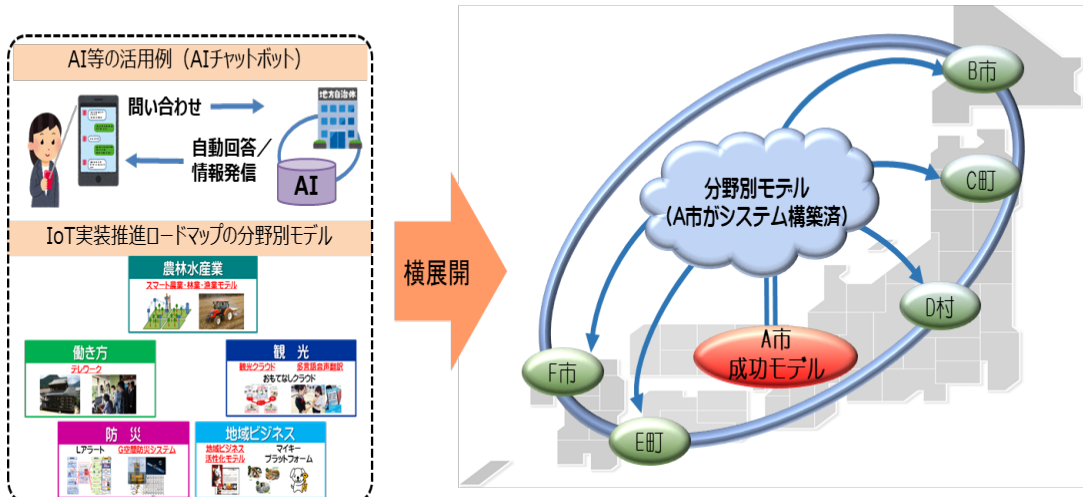 AI等の活用例（AIチャットボット）
問い合わせ
地方自治体
自動回答／
情報発信
AI
IoT実装推進ロードマップの分野別モデル
農林水産業
スマート農業・林業・漁業モデル
働き方
テレワーク
観 光
観光クラウド 多言語音声翻訳
おもてなしクラウド
防 災
Lアラート G空間防災システム
地域ビジネス
地域ビジネス
活性化モデル
マイキー
プラットフォーム
横展開
分野別モデル
（A市がシステム構築済）
A市
成功モデル
B市
C町
D村
E町
F市